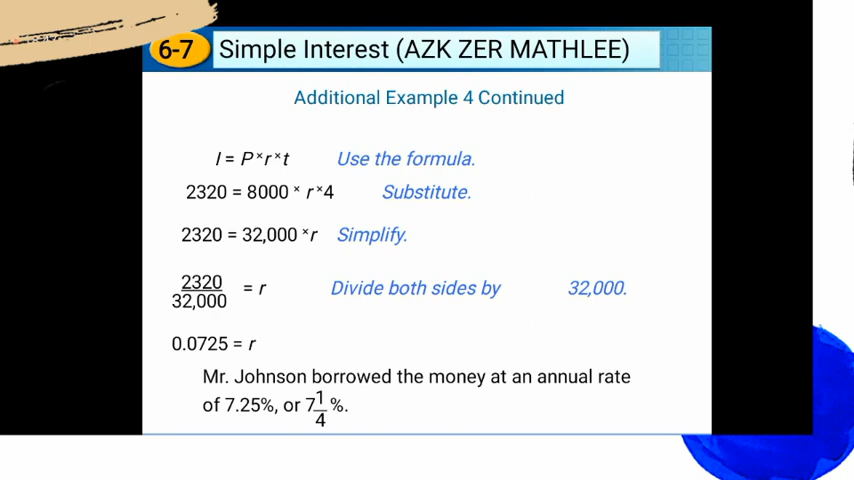 6-7 Simple Interest (AZK ZER MATHLEE)
Additional Example 4 Continued
I = P × r × t Use the formula.
2320 = 8000 × r × 4 Substitute.
2320 = 32,000 × r Simplify.
2320
32,000 = r Divide both sides by 32,000.
0.0725 = r
Mr. Johnson borrowed the money at an annual rate
of 7.25%, or 7 1/4 %.